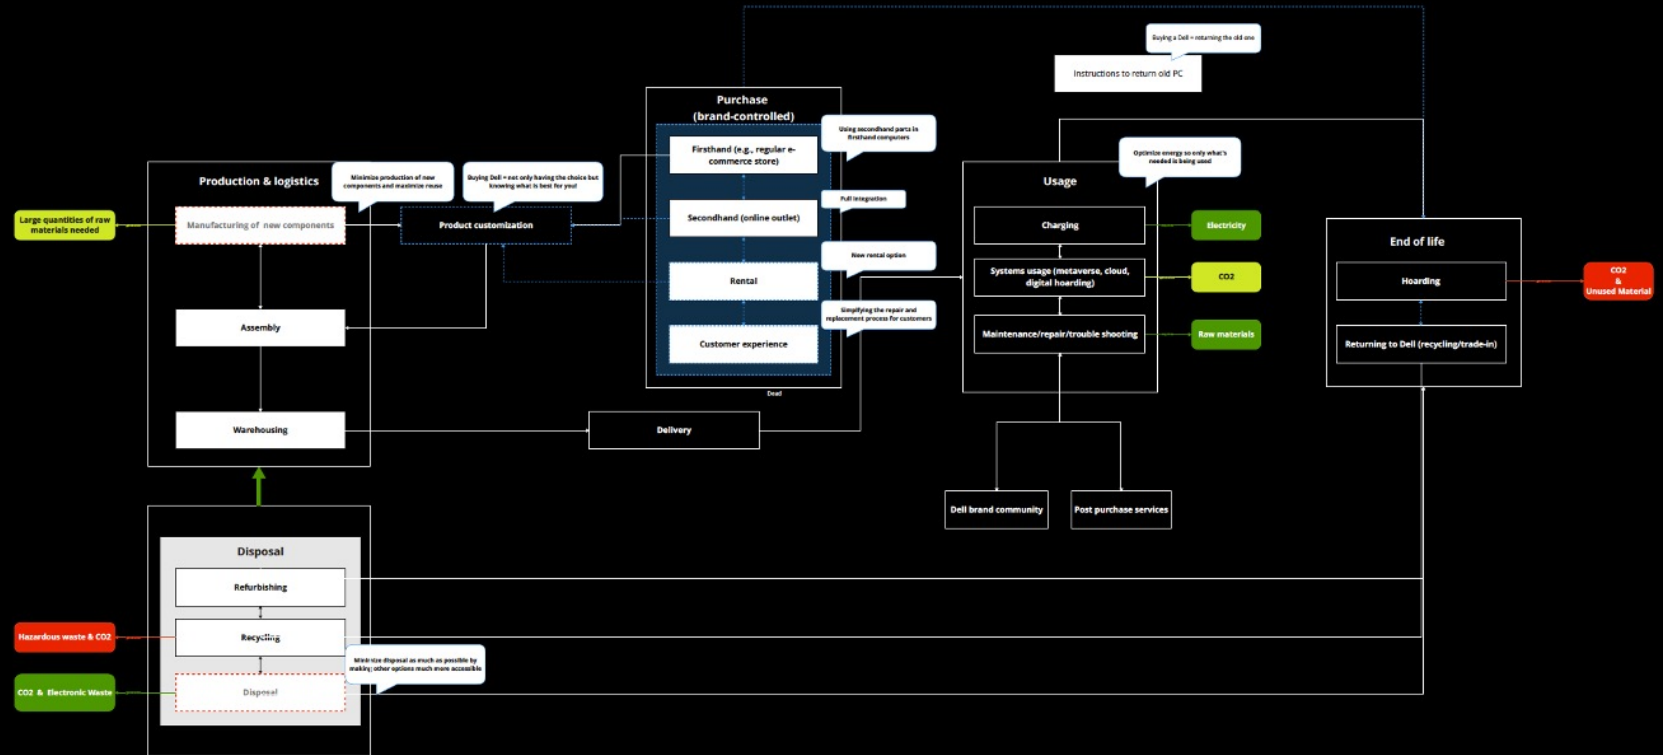 Buying a Dell = returning the old one
Instructions to return old PC
Purchase
(brand-controlled)
Using secondhand parts in
firsthand computers
Firsthand (e.g., regular e-
commerce store)
Optimize energy so only what's
needed is being used
Production & logistics
Minimize production of new
components and maximize reuse
Buying Dell = not only having the choice but
knowing what is best for you!
Usage
Full integration
Large quantities of raw
materials needed
Manufacturing of new components
Product customization
Secondhand (online outlet)
Charging
Electricity
End of life
New rental option
Rental
Systems usage (metaverse, cloud,
digital hoarding)
CO2
Hoarding
CO2
&
Unused Material
Simplifying the repair and
replacement process for customers
Assembly
Customer experience
Maintenance/repair/trouble shooting
Raw materials
Returning to Dell (recycling/trade-in)
Dead
Warehousing
Delivery
Dell brand community
Post purchase services
Disposal
Refurbishing
Hazardous waste & CO2
Recycling
Minimize disposal as much as possible by
making; other options much more accessible
CO2 & Electronic Waste
Disposal